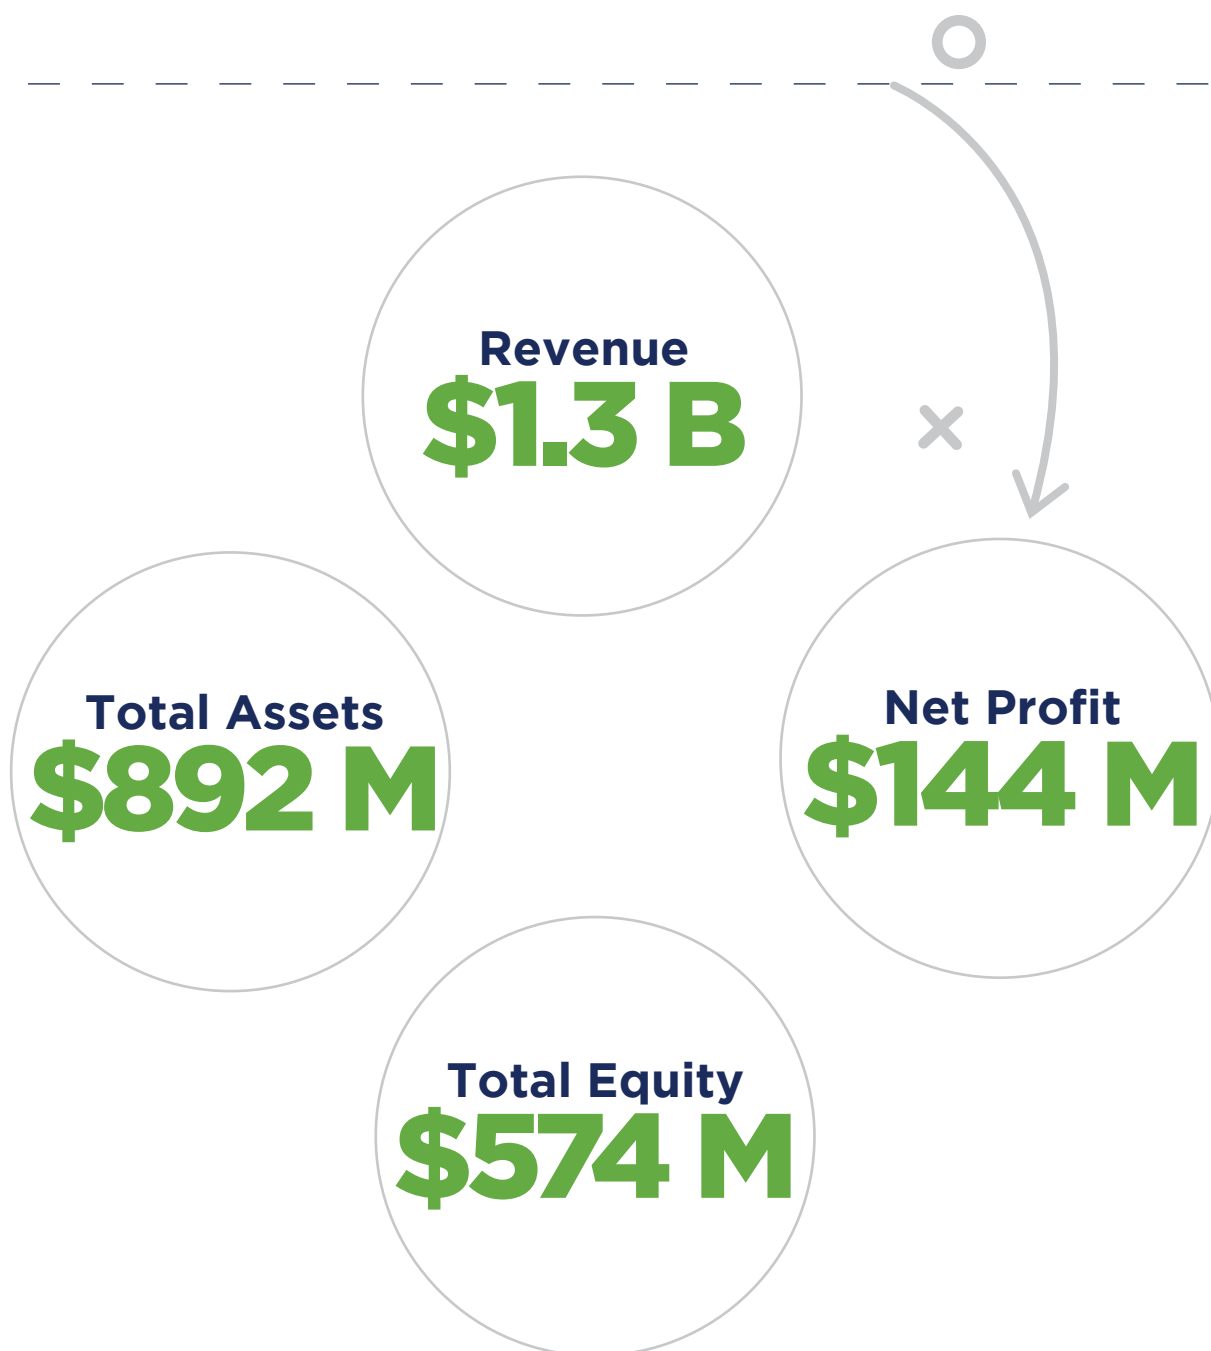 Revenue
$1.3 B
Total Assets
$892 M
Net Profit
$144 M
Total Equity
$574 M